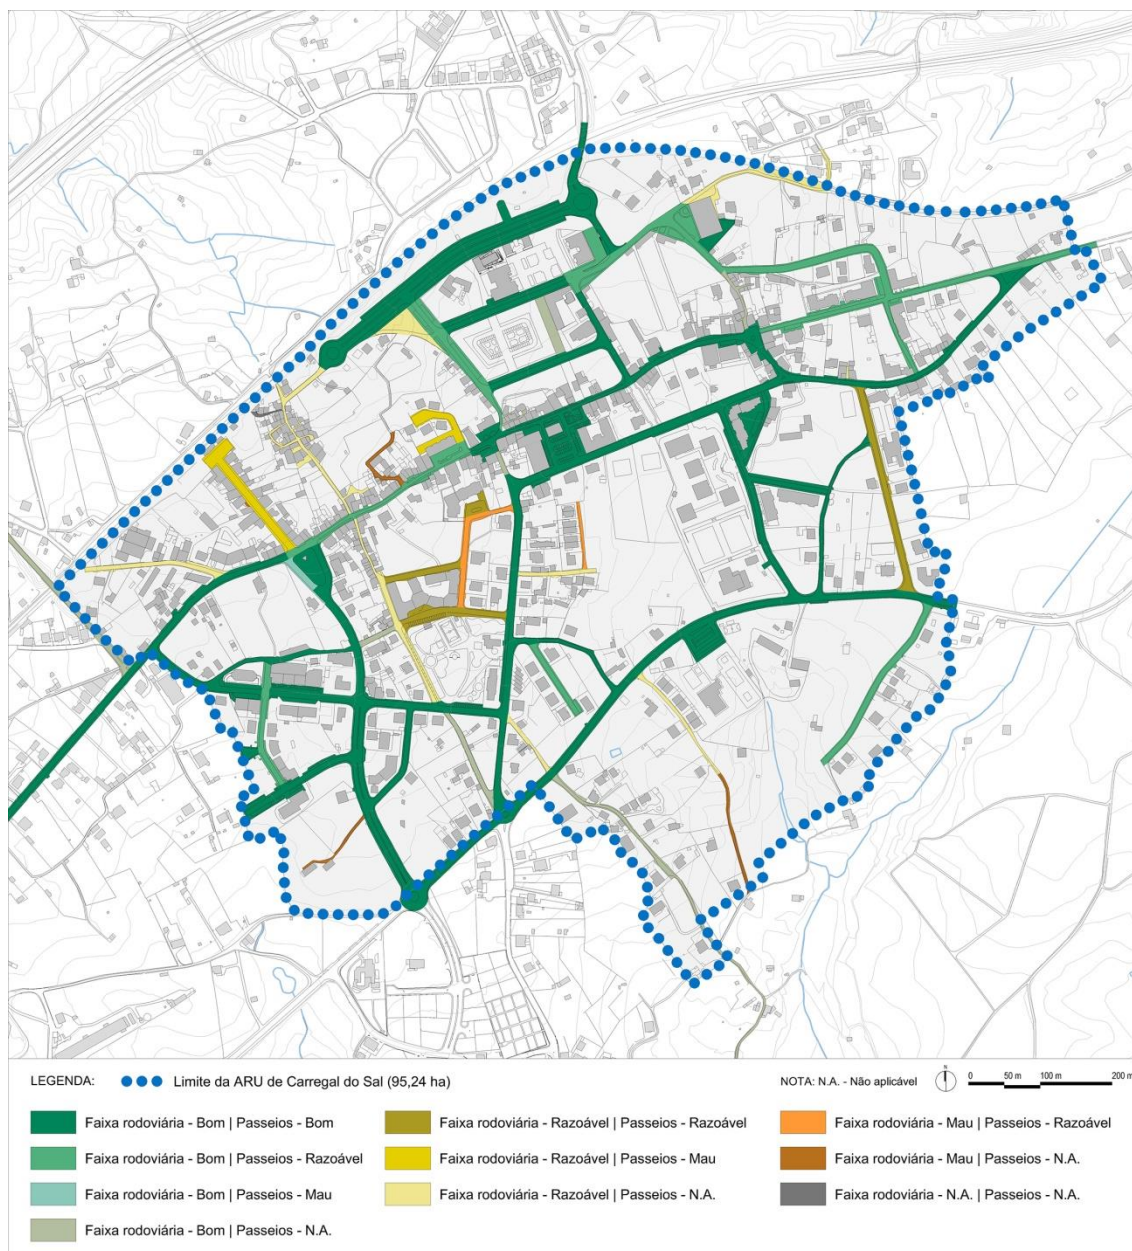 LEGENDA:
Limite da ARU de Carregal do Sal (95,24 ha)
NOTA: N.A. - Não aplicável
N
0 50 m 100 m 200 m
Faixa rodoviária - Bom | Passeios - Bom
Faixa rodoviária - Razoável | Passeios - Razoável
Faixa rodoviária - Mau | Passeios - Razoável
Faixa rodoviária - Bom | Passeios - Razoável
Faixa rodoviária - Razoável | Passeios - Mau
Faixa rodoviária - Mau | Passeios - N.A.
Faixa rodoviária - Bom | Passeios - Mau
Faixa rodoviária - Razoável | Passeios - N.A.
Faixa rodoviária - N.A. | Passeios - N.A.
Faixa rodoviária - Bom | Passeios - N.A.